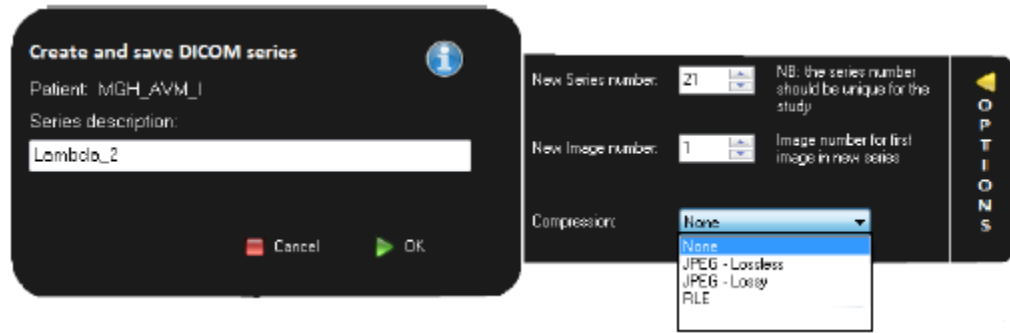 Create and save DICOM series
Patient: MGH_AVM_I
Series description:
Lambda_2
Cancel
OK
New Series number:
21
NB: the series number
should be unique for the
study
New Image number:
1
Image number for first
image in new series
Compression:
None
None
JPEG - Lossless
JPEG - Lossy
RLE
OPTIONS